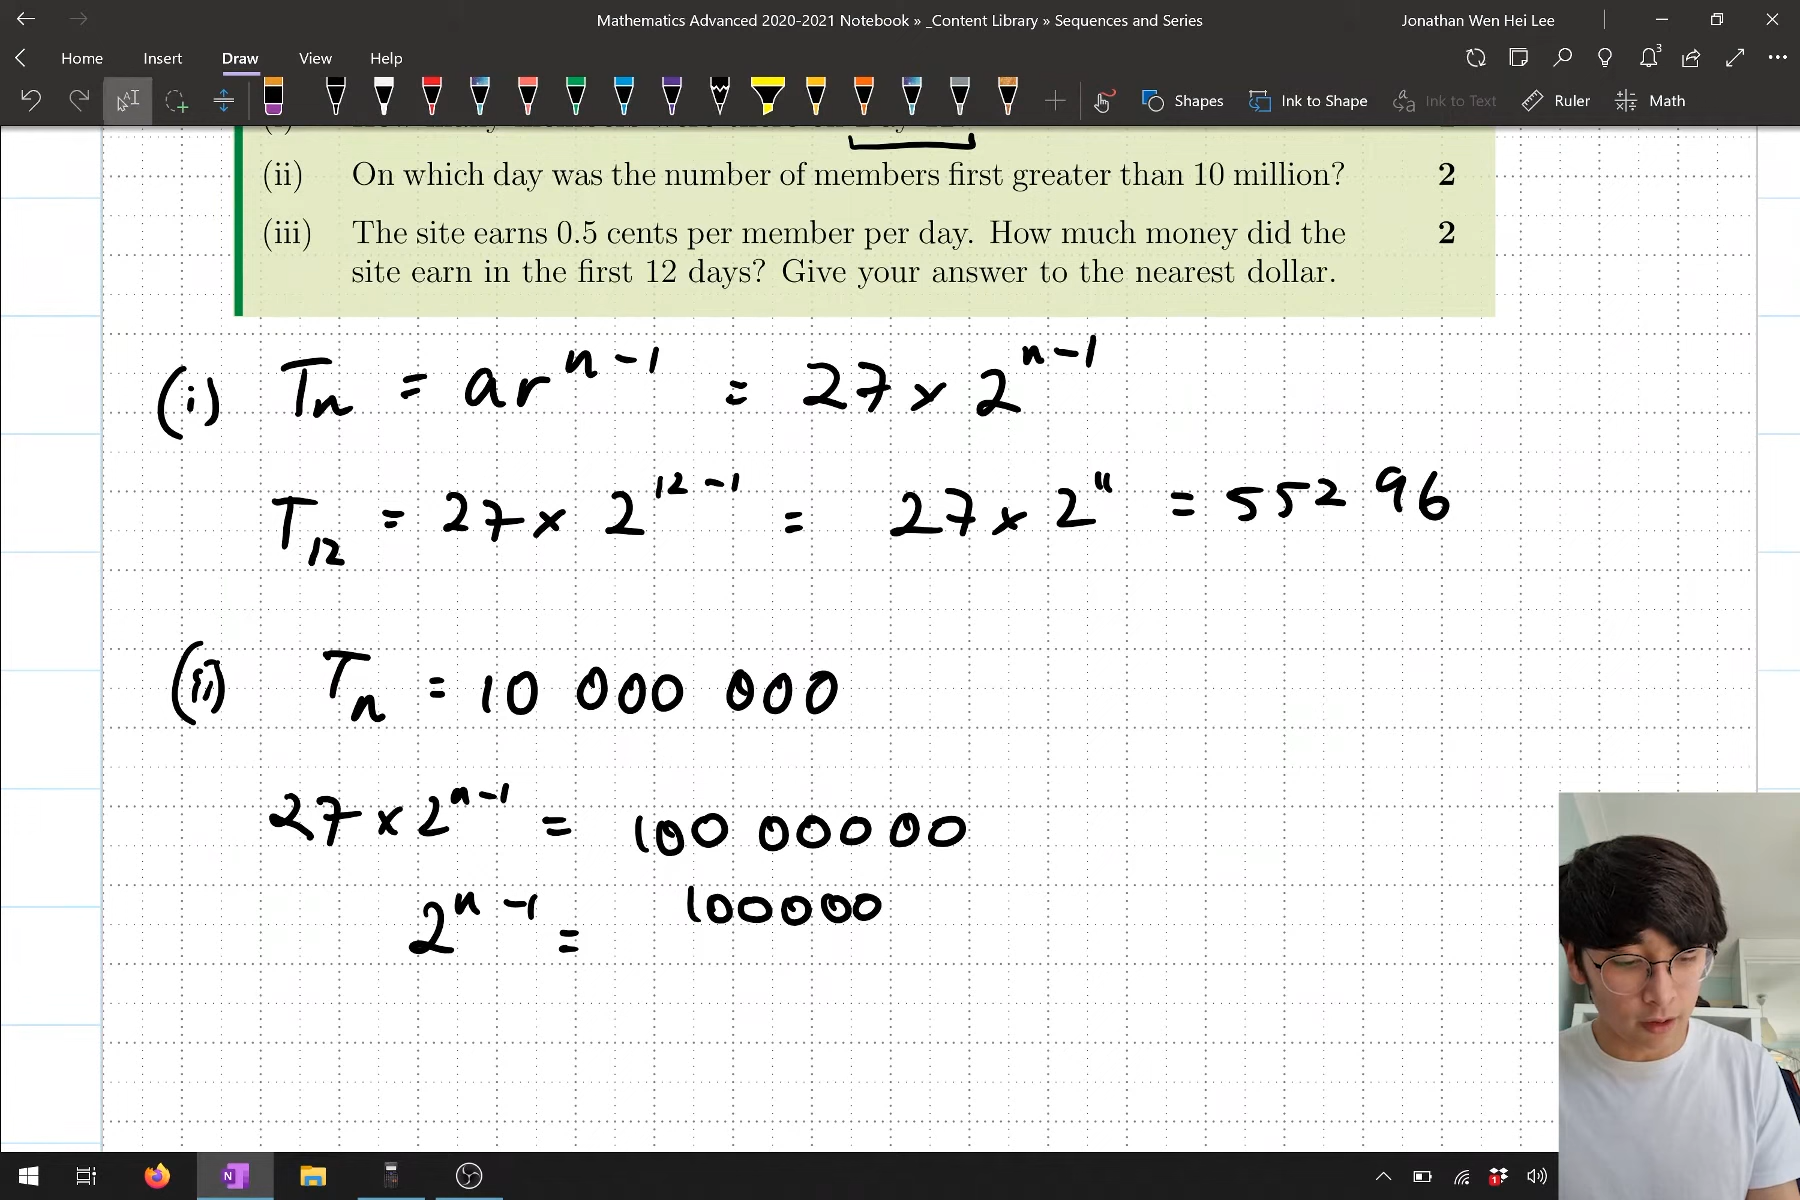 Mathematics Advanced 2020-2021 Notebook » _Content Library » Sequences and Series
Jonathan Wen Hei Lee
Home Insert Draw View Help
3
Shapes Ink to Shape Ink to Text Ruler Math
(ii) On which day was the number of members first greater than 10 million? 2
(iii) The site earns 0.5 cents per member per day. How much money did the 2
site earn in the first 12 days? Give your answer to the nearest dollar.
(i) Tn = ar^n-1 = 27 × 2^n-1
T12 = 27 × 2^12-1 = 27 × 2^11 = 55296
(ii) Tn = 10 000 000
27 × 2^n-1 = 100 000 00
2^n-1 = 100000
N
1